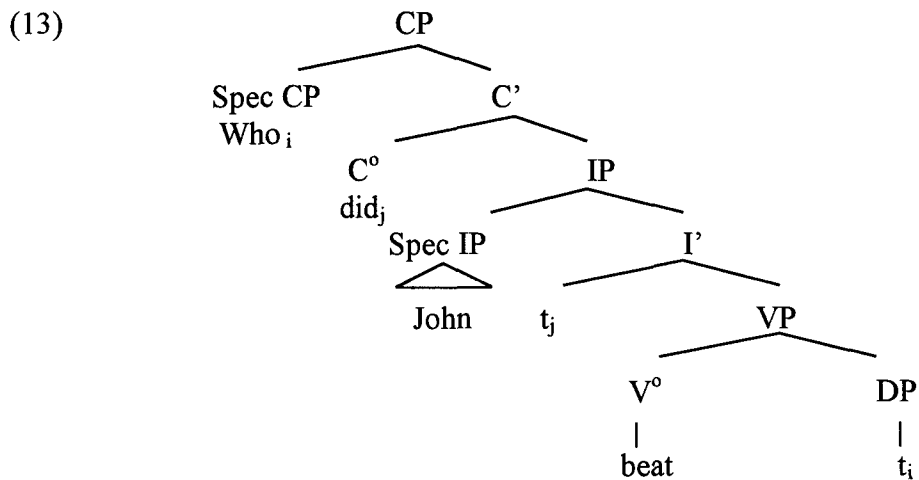 (13)
CP
Spec CP C’
Who i
C° IP
did j
Spec IP I’
John t j VP
V° DP
beat t i